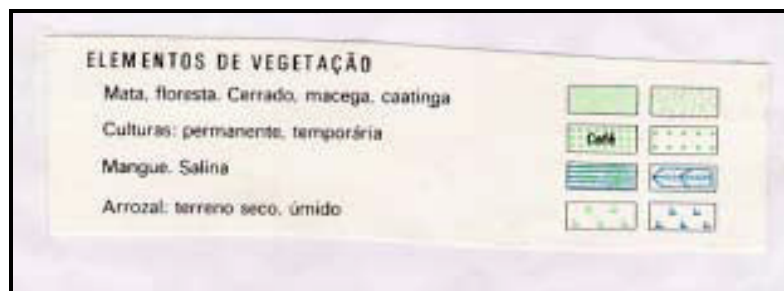 ELEMENTOS DE VEGETAÇÃO
Mata, floresta. Cerrado, macega, caatinga
Culturas: permanente, temporária
Café
Mangue. Salina
Arrozal: terreno seco, úmido